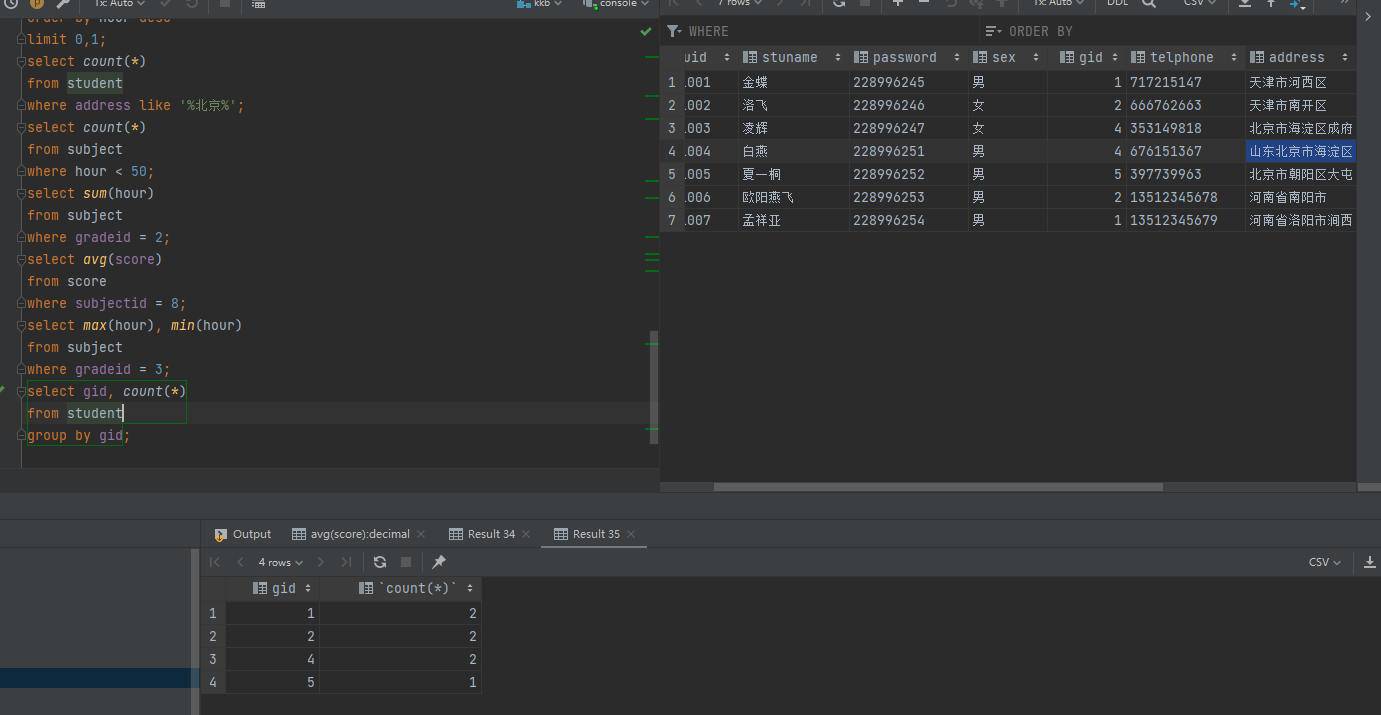 Tx: Auto
kkb
console
7 rows
Tx: Auto
DDL
CSV
order by hour desc
limit 0,1;
select count(*)
from student
where address like '%北京%';
select count(*)
from subject
where hour < 50;
select sum(hour)
from subject
where gradeid = 2;
select avg(score)
from score
where subjectid = 8;
select max(hour), min(hour)
from subject
where gradeid = 3;
select gid, count(*)
from student
group by gid;
WHERE ORDER BY
uid stuname password sex gid telphone address
1 1001 金蝶 228996245 男 1 717215147 天津市河西区
2 1002 洛飞 228996246 女 2 666762663 天津市南开区
3 1003 凌辉 228996247 女 4 353149818 北京市海淀区成府
4 1004 白燕 228996251 男 4 676151367 山东北京市海淀区
5 1005 夏一桐 228996252 男 5 397739963 北京市朝阳区大屯
6 1006 欧阳燕飞 228996253 男 2 13512345678 河南省南阳市
7 1007 孟祥亚 228996254 男 1 13512345679 河南省洛阳市涧西
Output avg(score):decimal Result 34 Result 35
4 rows CSV
gid `count(*)`
1 1 2
2 2 2
3 4 2
4 5 1